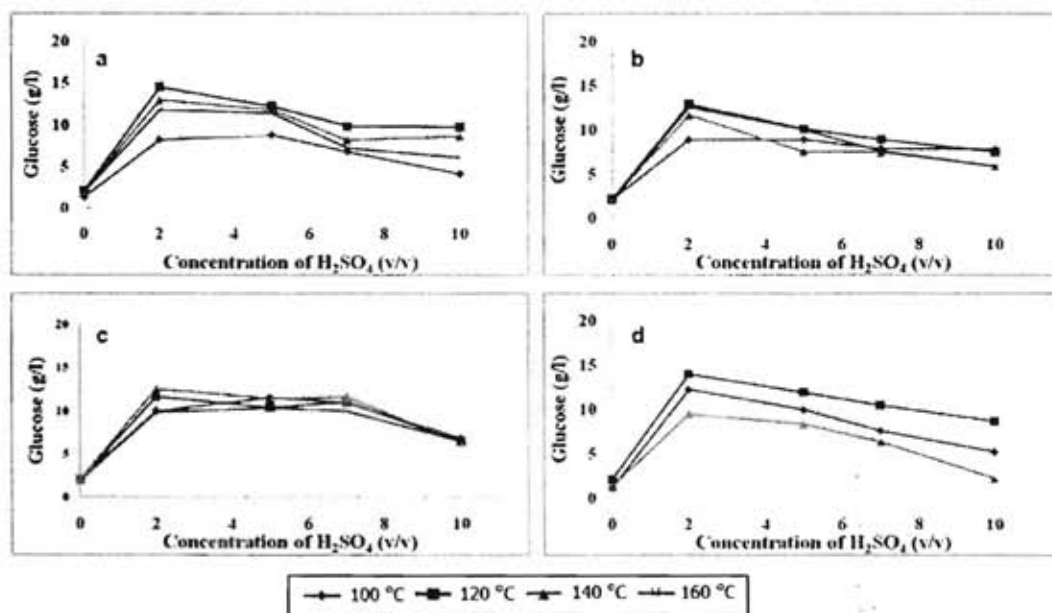 a
Glucose (g/l)
20
15
10
5
0
0 2 4 6 8 10
Concentration of H₂SO₄ (v/v)
b
Glucose (g/l)
20
15
10
5
0
0 2 4 6 8 10
Concentration of H₂SO₄ (v/v)
c
Glucose (g/l)
20
15
10
5
0
0 2 4 6 8 10
Concentration of H₂SO₄ (v/v)
d
Glucose (g/l)
20
15
10
5
0
0 2 4 6 8 10
Concentration of H₂SO₄ (v/v)
100 °C 120 °C 140 °C 160 °C